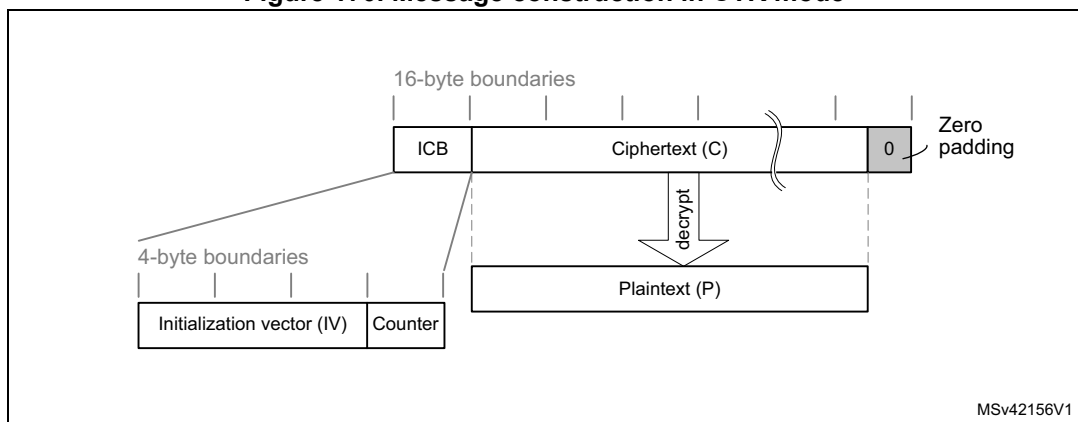 Figure Message construction in CTR mode
16-byte boundaries
ICB
Ciphertext (C)
0
Zero
padding
decrypt
4-byte boundaries
Initialization vector (IV)
Counter
Plaintext (P)
MSv42156V1